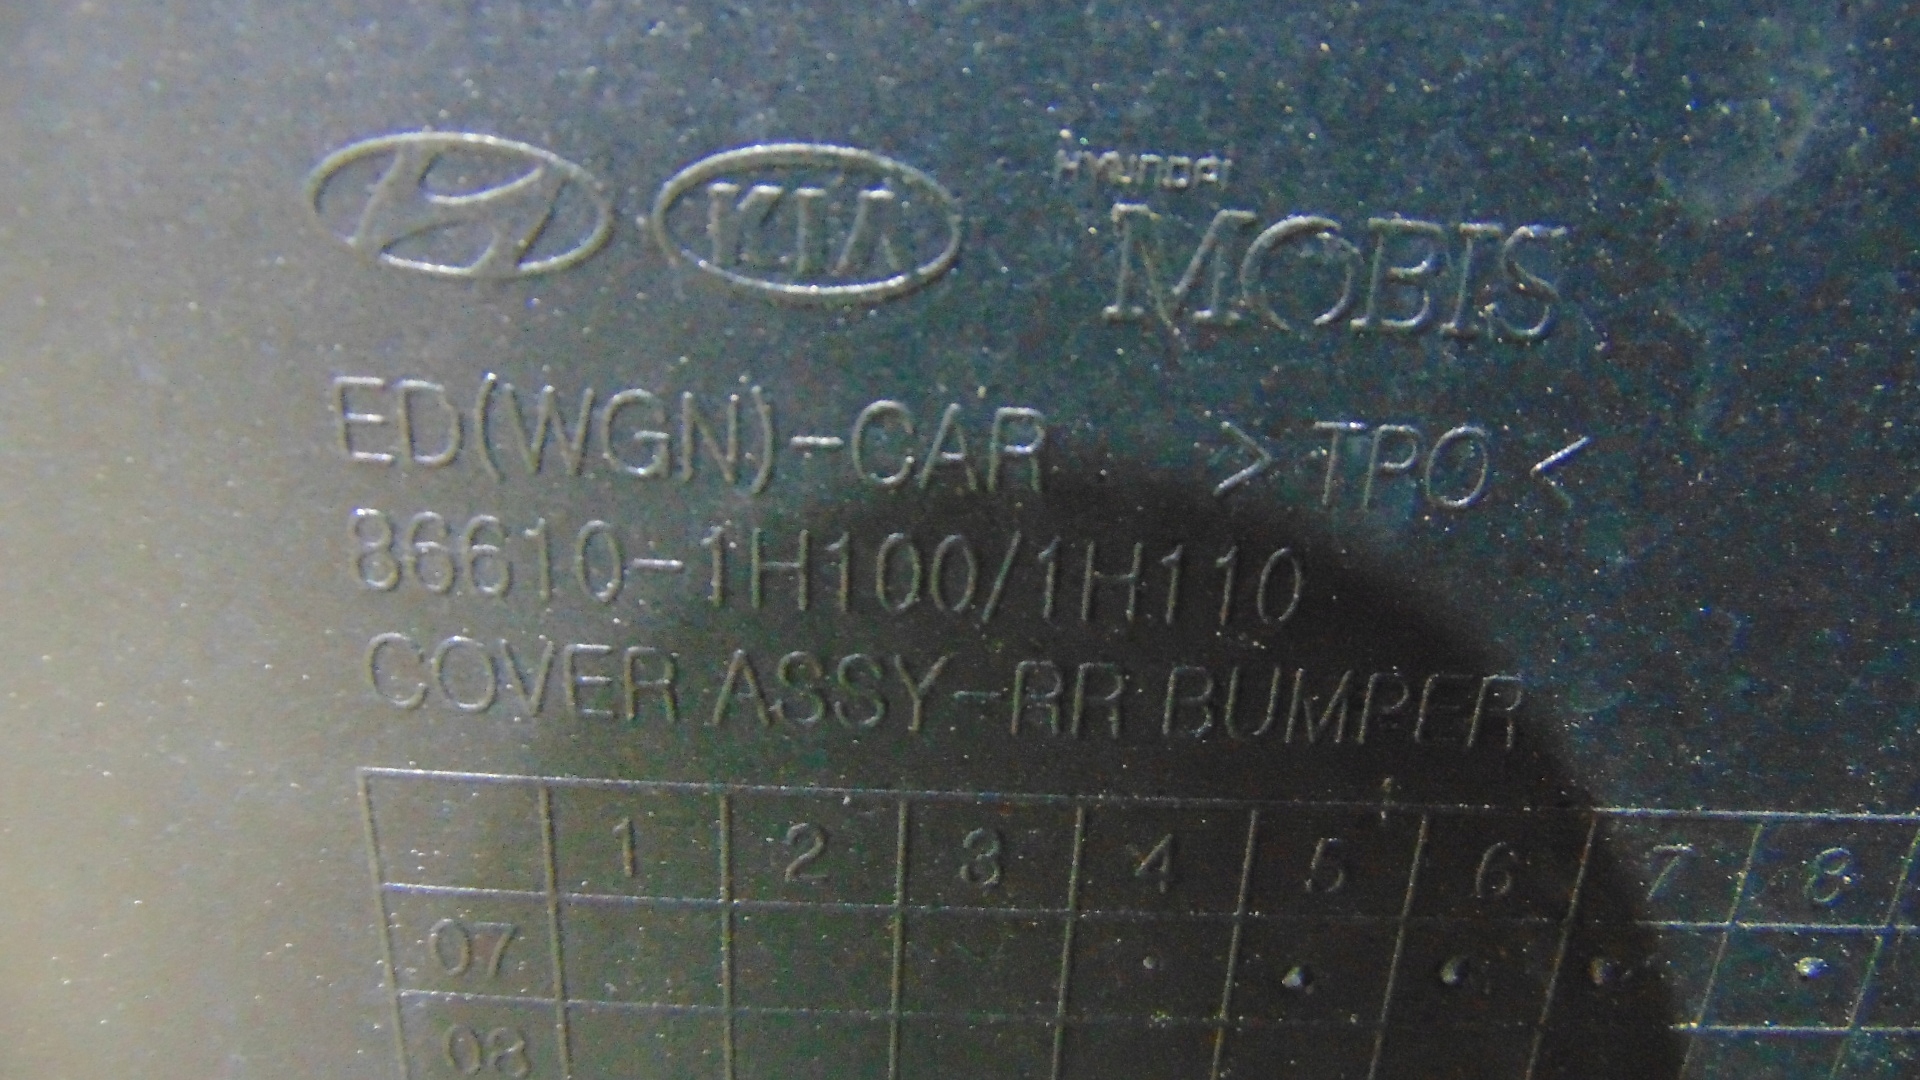 KIA
HYUNDAI
MOBIS
ED(WGN)-CAR >TPO<
86610-1H100/1H110
COVER ASSY-RR BUMPER
1 2 3 4 5 6 7 8
07
08